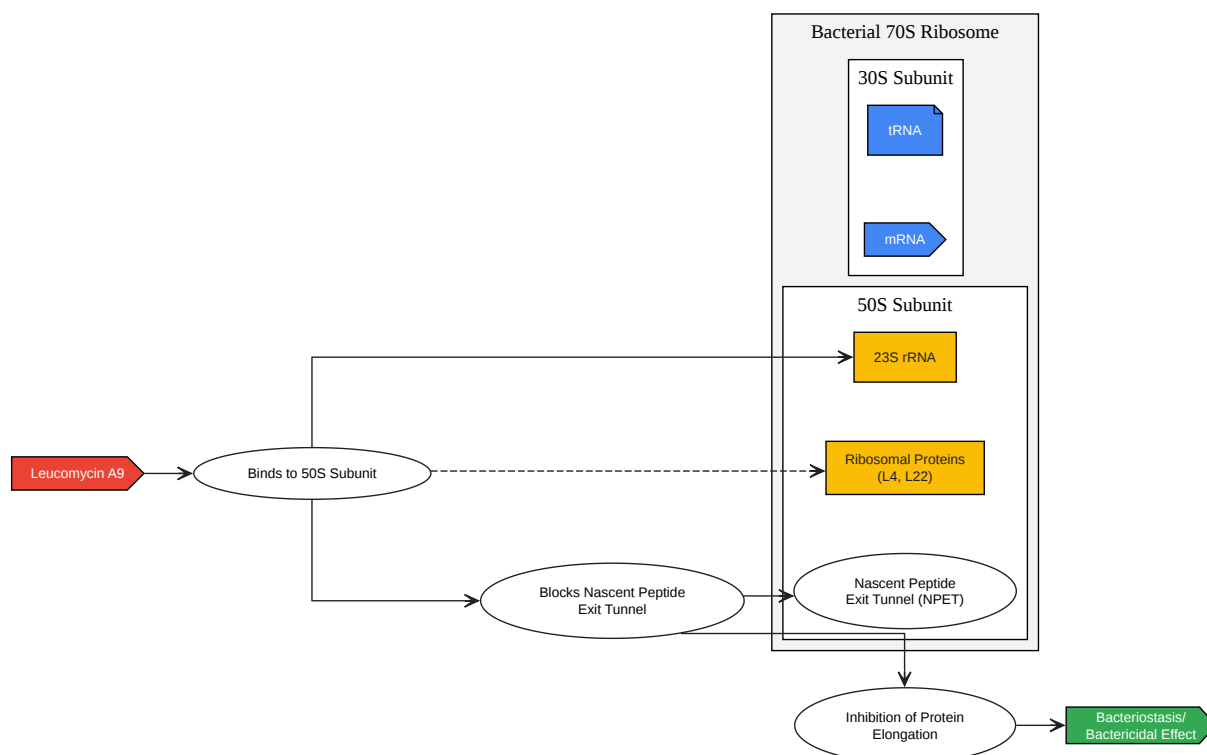 Bacterial 70S Ribosome
30S Subunit
tRNA
mRNA
50S Subunit
23S rRNA
Leucomycin A9
Binds to 50S Subunit
Ribosomal Proteins
(L4, L22)
Blocks Nascent Peptide
Exit Tunnel
Nascent Peptide
Exit Tunnel (NPET)
Inhibition of Protein
Elongation
Bacteriostasis/
Bactericidal Effect